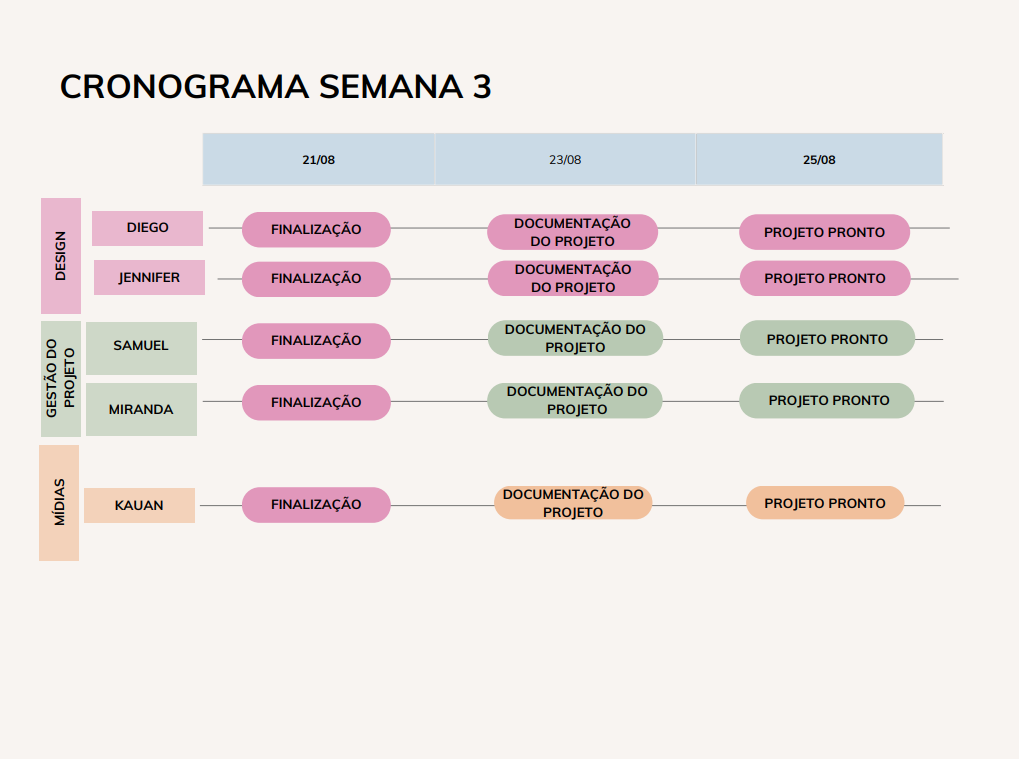 CRONOGRAMA SEMANA 3
21/08
23/08
25/08
DESIGN
DIEGO
FINALIZAÇÃO
DOCUMENTAÇÃO
DO PROJETO
PROJETO PRONTO
JENNIFER
FINALIZAÇÃO
DOCUMENTAÇÃO
DO PROJETO
PROJETO PRONTO
GESTÃO DO
PROJETO
SAMUEL
FINALIZAÇÃO
DOCUMENTAÇÃO DO
PROJETO
PROJETO PRONTO
MIRANDA
FINALIZAÇÃO
DOCUMENTAÇÃO DO
PROJETO
PROJETO PRONTO
MÍDIAS
KAUAN
FINALIZAÇÃO
DOCUMENTAÇÃO DO
PROJETO
PROJETO PRONTO